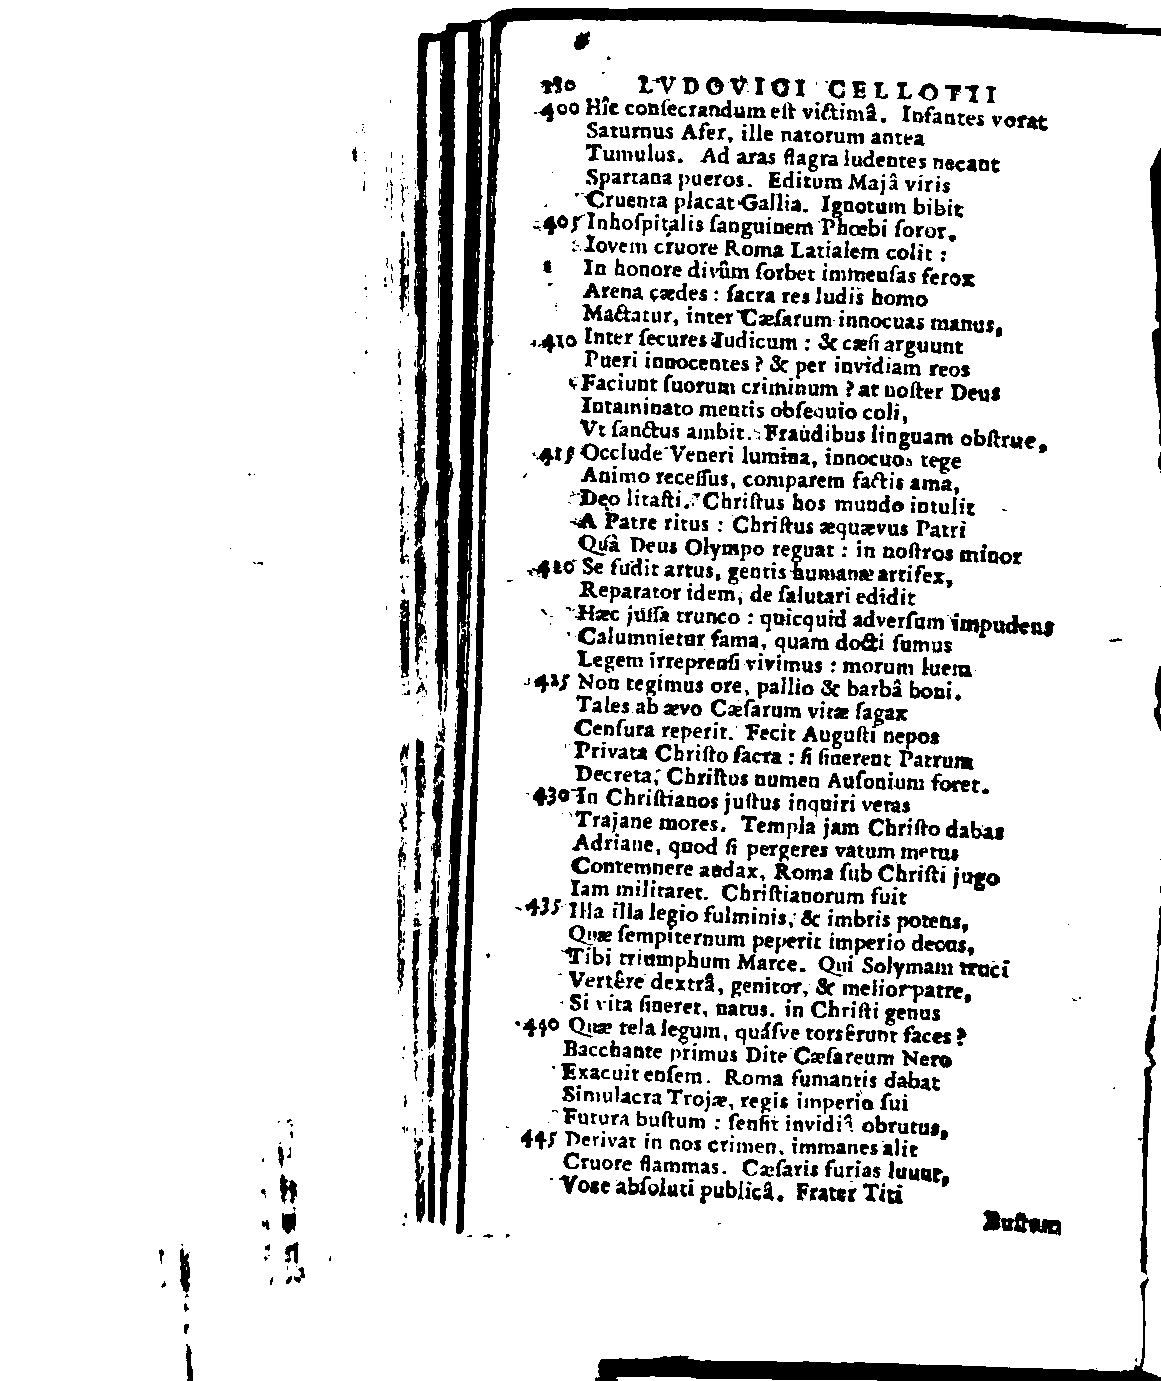 180 LVDOVICI CELLOTII
400 Hîc conſecrandum eſt victimâ. Infantes vorat
Saturnus Afer, ille natorum antea
Tumulus. Ad aras flagra ludentes necant
Spartana pueros. Editum Majâ viris
Cruenta placat Gallia. Ignotum bibit
405 Inhoſpitalis ſanguinem Phœbi ſoror.
Iovem cruore Roma Latialem colit :
In honore divûm ſorbet immenſas ferox
Arena cædes : ſacra res ludis homo
Mactatur, inter Cæſarum innocuas manus,
410 Inter ſecures Iudicum : & cæſi arguunt
Pueri innocentes ? & per invidiam reos
Faciunt ſuorum criminum ? at noſter Deus
Intaminato mentis obſequio coli,
Vt ſanctus ambit. Fraudibus linguam obſtrue,
415 Occlude Veneri lumina, innocuos tege
Animo receſſus, comparem factis ama,
Deo litaſti. Chriſtus hos mundo intulit
A Patre ritus : Chriſtus æquævus Patri
Quâ Deus Olympo regnat : in noſtros minor
420 Se fudit artus, gentis humanæ artifex,
Reparator idem, de ſalutari edidit
Hæc juſſa trunco : quicquid adverſum impudens
Calumnietur fama, quam docti ſumus
Legem irreprenſi vivimus : morum luem
425 Non tegimus ore, pallio & barbâ boni.
Tales ab ævo Cæſarum vitæ ſagax
Cenſura reperit. Fecit Auguſti nepos
Privata Chriſto ſacra : ſi ſinerent Patrum
Decreta, Chriſtus numen Auſonium foret.
430 In Chriſtianos juſtus inquiri vetas
Trajane mores. Templa jam Chriſto dabas
Adriane, quod ſi pergeres vatum metus
Contemnere audax, Roma ſub Chriſti jugo
Iam militaret. Chriſtianorum fuit
435 Illa illa legio fulminis, & imbris potens,
Quæ ſempiternum peperit imperio decus,
Tibi triumphum Marce. Qui Solymam truci
Vertêre dextrâ, genitor, & melior patre,
Si vita ſineret, natus. in Chriſti genus
440 Quæ tela legum, quáſve torsêrunt faces ?
Bacchante primus Dite Cæſareum Nero
Exacuit enſem. Roma fumantis dabat
Simulacra Trojæ, regis imperio ſui
Futura buſtum : ſenſit invidiâ obrutus,
445 Derivat in nos crimen. immanes alit
Cruore flammas. Cæſaris furias luunt,
Voce abſoluti publicâ. Frater Titi
Buſtum